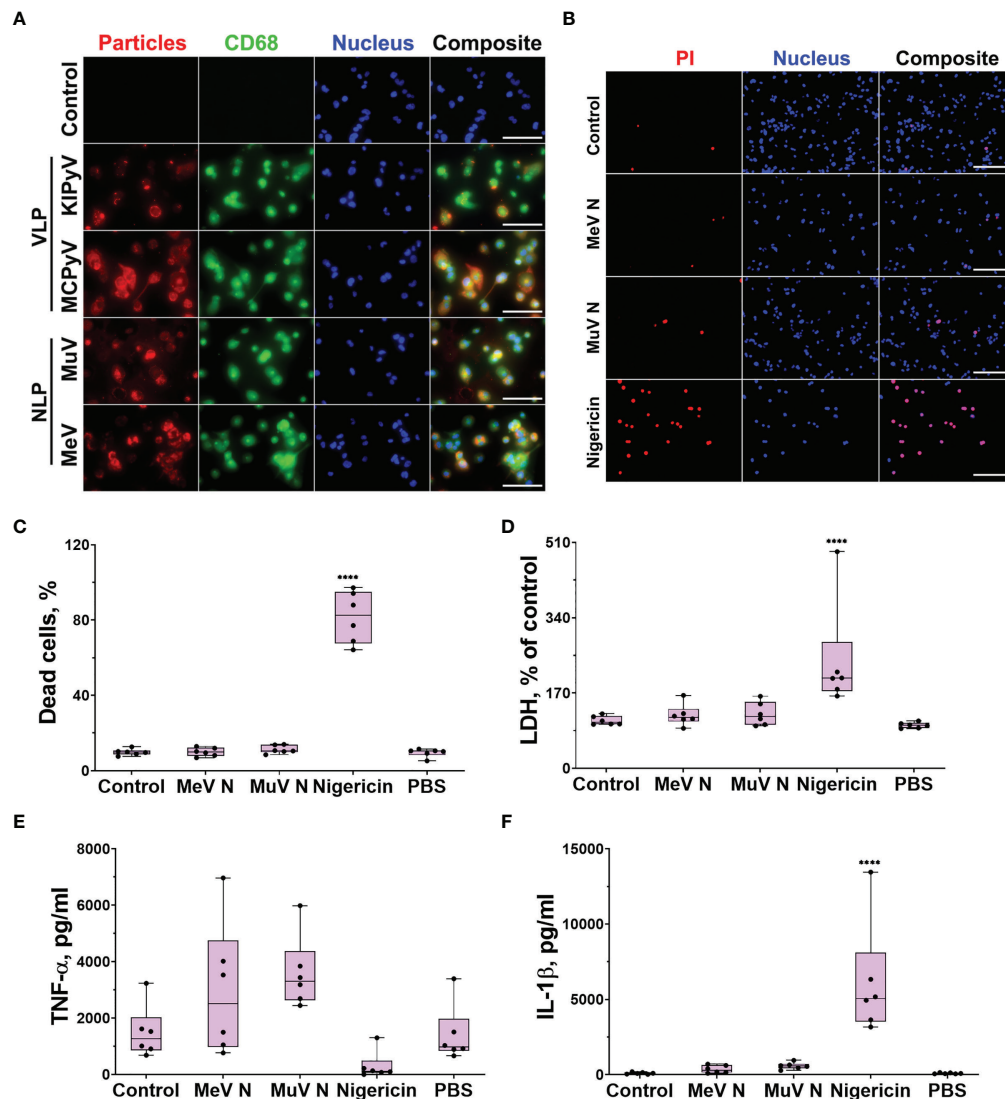 A
Particles CD68 Nucleus Composite
Control
VLP
KIPyV
MCPyV
NLP
MuV
MeV
B
PI Nucleus Composite
Control
MeV N
MuV N
Nigericin
C
Dead cells, %
120
80
40
0
****
Control MeV N MuV N Nigericin PBS
D
LDH, % of control
510
340
170
0
****
Control MeV N MuV N Nigericin PBS
E
TNF-α, pg/ml
8000
6000
4000
2000
0
Control MeV N MuV N Nigericin PBS
F
IL-1β, pg/ml
15000
10000
5000
0
****
Control MeV N MuV N Nigericin PBS